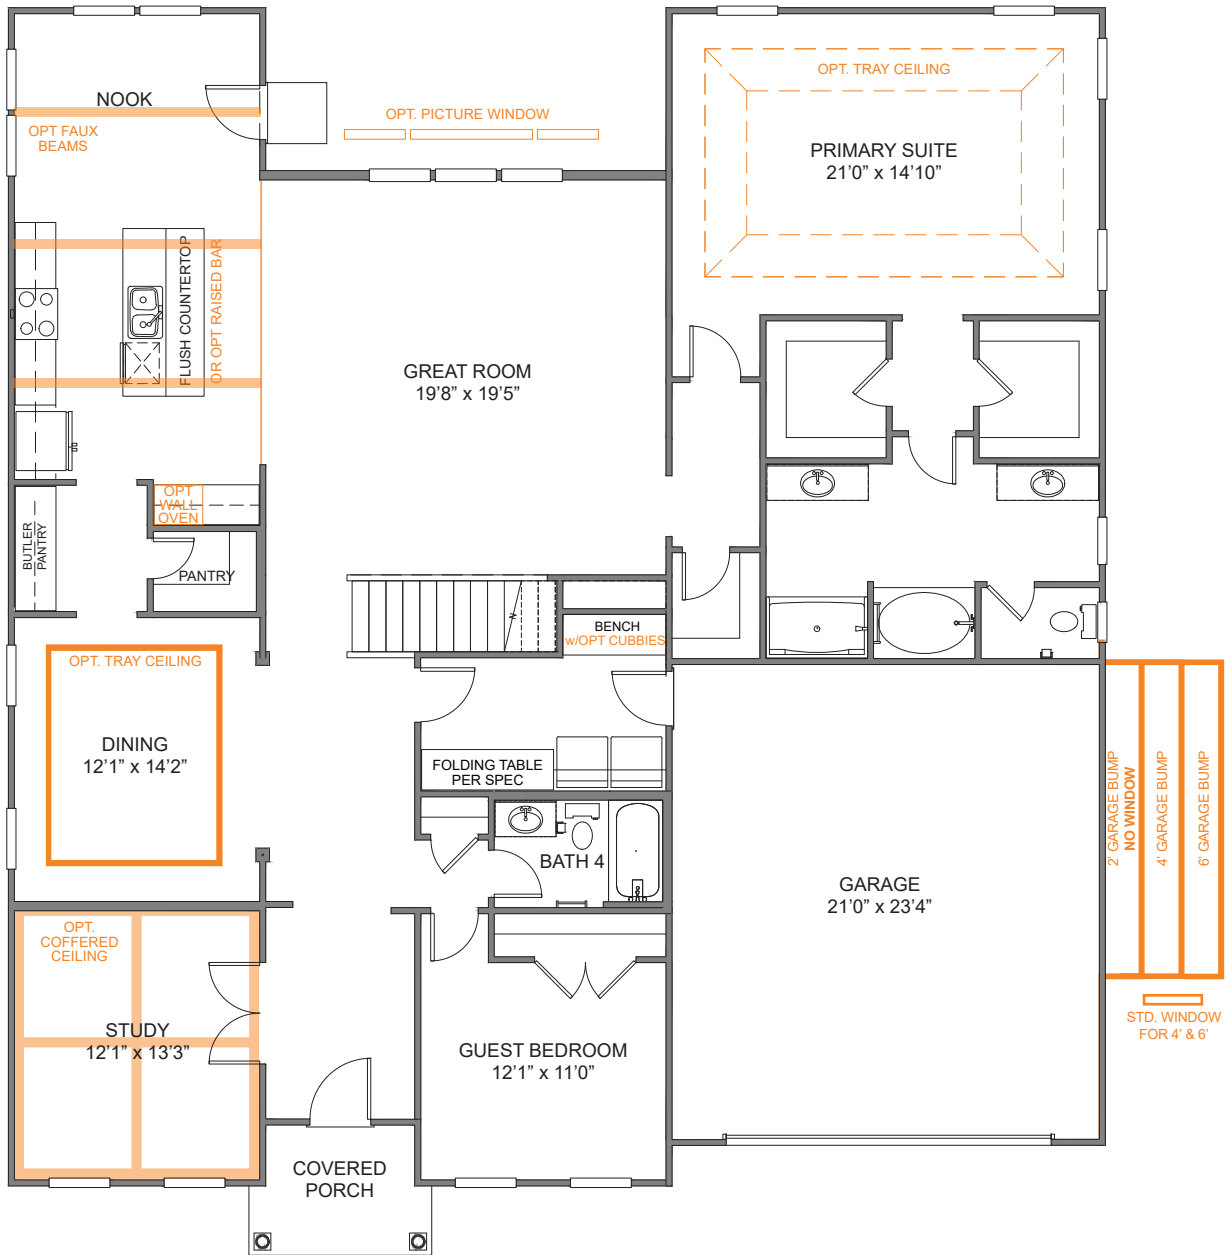 NOOK
OPT FAUX
BEAMS
OPT. PICTURE WINDOW
OPT. TRAY CEILING
PRIMARY SUITE
21’0” x 14’10”
FLUSH COUNTERTOP
OR OPT RAISED BAR
GREAT ROOM
19’8” x 19’5”
OPT
WALL
OVEN
BUTLER
PANTRY
PANTRY
BENCH
w/OPT CUBBIES
OPT. TRAY CEILING
DINING
12’1” x 14’2”
FOLDING TABLE
PER SPEC
BATH 4
GARAGE
21’0” x 23’4”
2’ GARAGE BUMP
NO WINDOW
4’ GARAGE BUMP
6’ GARAGE BUMP
STD. WINDOW
FOR 4’ & 6’
OPT.
COFFERED
CEILING
STUDY
12’1” x 13’3”
GUEST BEDROOM
12’1” x 11’0”
COVERED
PORCH